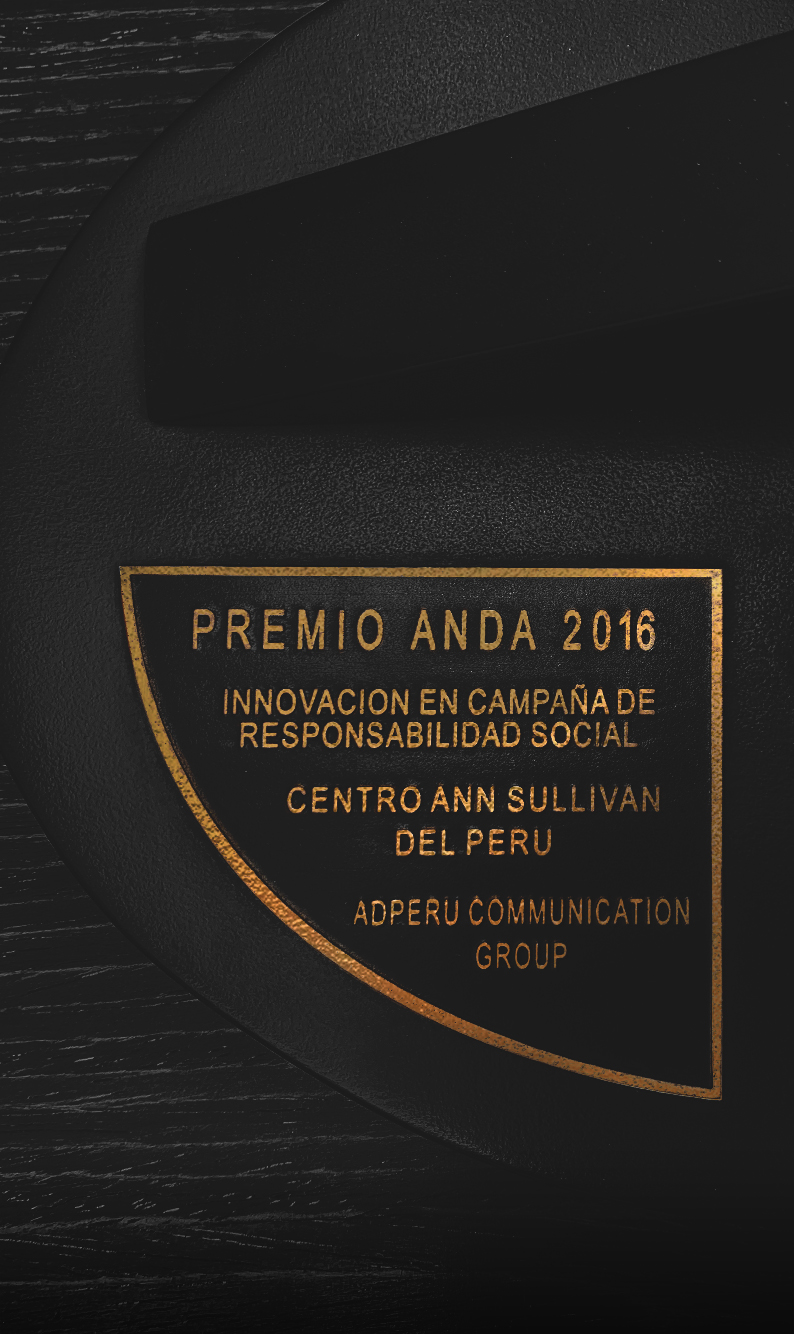 PREMIO ANDA 2016
INNOVACION EN CAMPAÑA DE
RESPONSABILIDAD SOCIAL
CENTRO ANN SULLIVAN
DEL PERU
ADPERU COMMUNICATION
GROUP